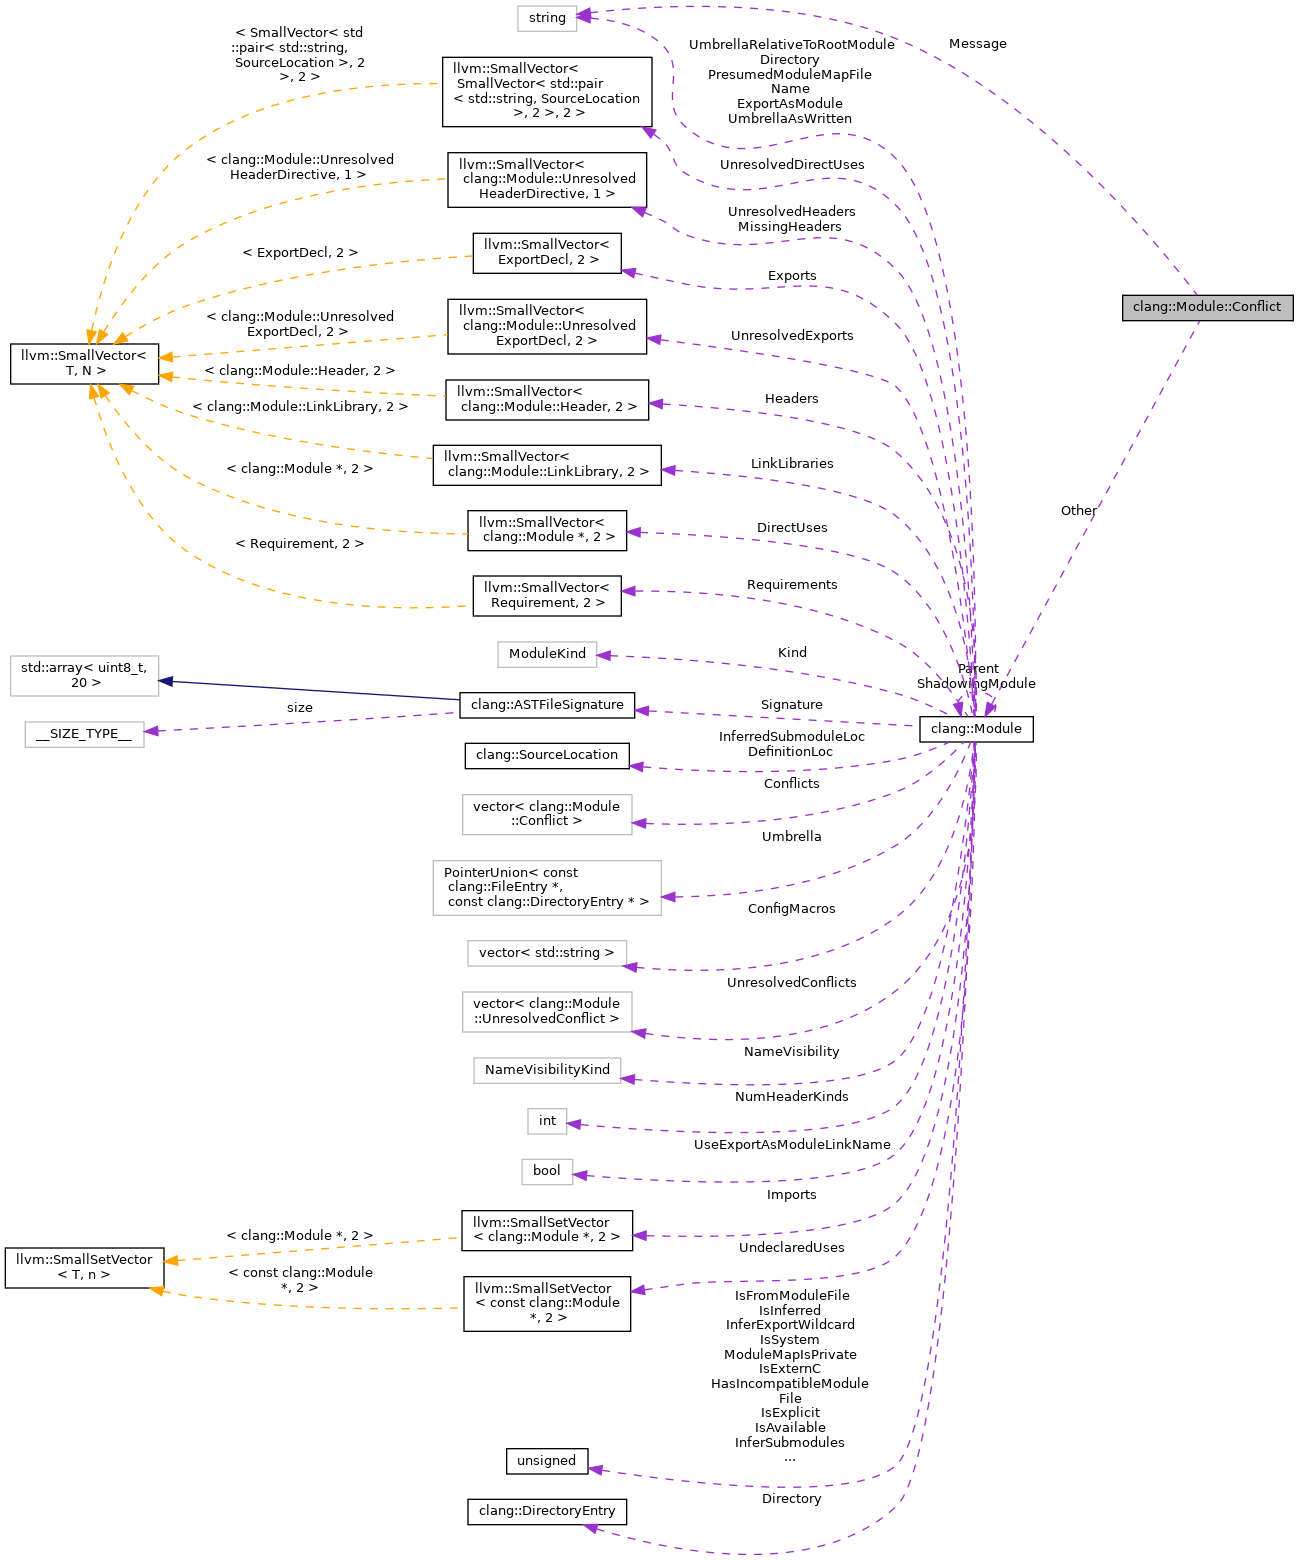 string
Message
< SmallVector< std
::pair< std::string,
SourceLocation >, 2
>, 2 >
llvm::SmallVector<
SmallVector< std::pair
< std::string, SourceLocation
>, 2 >, 2 >
UmbrellaRelativeToRootModule
Directory
PresumedModuleMapFile
Name
ExportAsModule
UmbrellaAsWritten
< clang::Module::Unresolved
HeaderDirective, 1 >
llvm::SmallVector<
clang::Module::Unresolved
HeaderDirective, 1 >
UnresolvedDirectUses
UnresolvedHeaders
MissingHeaders
< ExportDecl, 2 >
llvm::SmallVector<
ExportDecl, 2 >
Exports
clang::Module::Conflict
< clang::Module::Unresolved
ExportDecl, 2 >
llvm::SmallVector<
clang::Module::Unresolved
ExportDecl, 2 >
UnresolvedExports
llvm::SmallVector<
T, N >
< clang::Module::Header, 2 >
llvm::SmallVector<
clang::Module::Header, 2 >
Headers
< clang::Module::LinkLibrary, 2 >
llvm::SmallVector<
clang::Module::LinkLibrary, 2 >
LinkLibraries
< clang::Module *, 2 >
llvm::SmallVector<
clang::Module *, 2 >
DirectUses
Other
< Requirement, 2 >
llvm::SmallVector<
Requirement, 2 >
Requirements
ModuleKind
Kind
std::array< uint8_t,
20 >
Parent
ShadowingModule
clang::ASTFileSignature
Signature
size
__SIZE_TYPE__
clang::Module
clang::SourceLocation
InferredSubmoduleLoc
DefinitionLoc
Conflicts
vector< clang::Module
::Conflict >
Umbrella
PointerUnion< const
clang::FileEntry *,
const clang::DirectoryEntry * >
ConfigMacros
vector< std::string >
UnresolvedConflicts
vector< clang::Module
::UnresolvedConflict >
NameVisibility
NameVisibilityKind
NumHeaderKinds
int
UseExportAsModuleLinkName
bool
Imports
llvm::SmallSetVector
< clang::Module *, 2 >
< clang::Module *, 2 >
llvm::SmallSetVector
< T, n >
UndeclaredUses
< const clang::Module
*, 2 >
llvm::SmallSetVector
< const clang::Module
*, 2 >
IsFromModuleFile
IsInferred
InferExportWildcard
IsSystem
ModuleMapIsPrivate
IsExternC
HasIncompatibleModule
File
IsExplicit
IsAvailable
InferSubmodules
...
unsigned
Directory
clang::DirectoryEntry